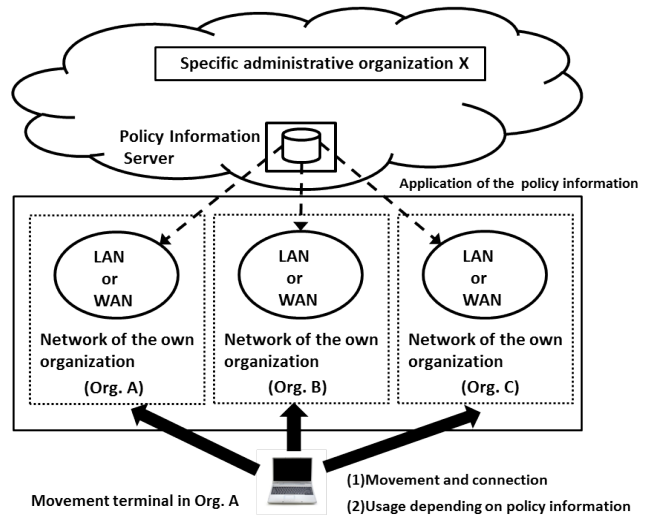 Specific administrative organization X
Policy Information
Server
Application of the policy information
LAN
or
WAN
Network of the own
organization
(Org. A)
LAN
or
WAN
Network of the own
organization
(Org. B)
LAN
or
WAN
Network of the own
organization
(Org. C)
Movement terminal in Org. A
(1)Movement and connection
(2)Usage depending on policy information